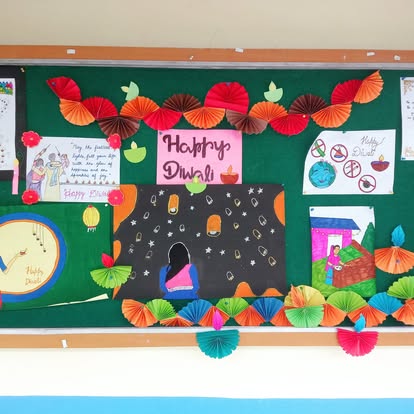 Happy
Diwali
"May the festival of
lights fill your life
with the glow of
happiness and the
sparkles of joy"
Happy Diwali
Happy
Diwali
Happy
Diwali